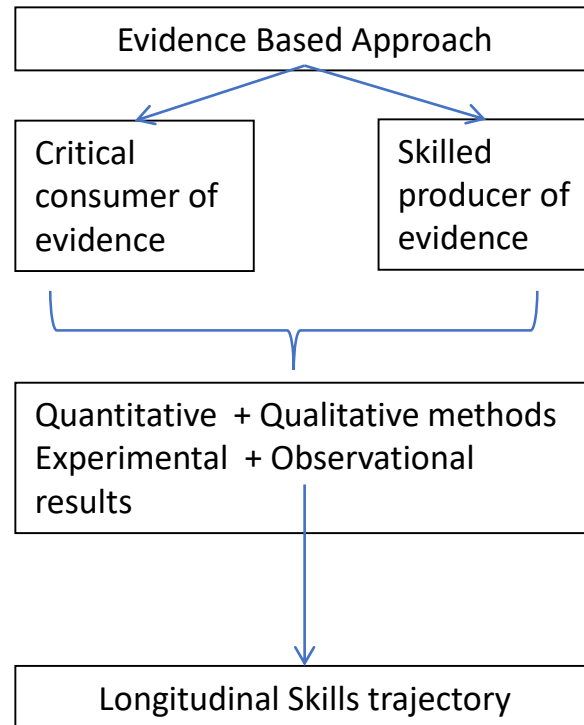 Evidence Based Approach
Critical
consumer of
evidence
Skilled
producer of
evidence
Quantitative + Qualitative methods
Experimental + Observational
results
Longitudinal Skills trajectory